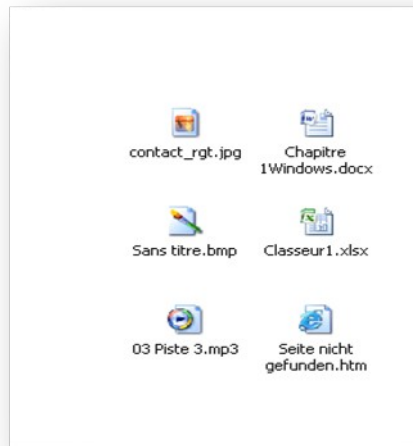 contact_rgt.jpg
Chapitre
1Windows.docx
Sans titre.bmp
Classeur1.xlsx
03 Piste 3.mp3
Seite nicht
gefunden.htm